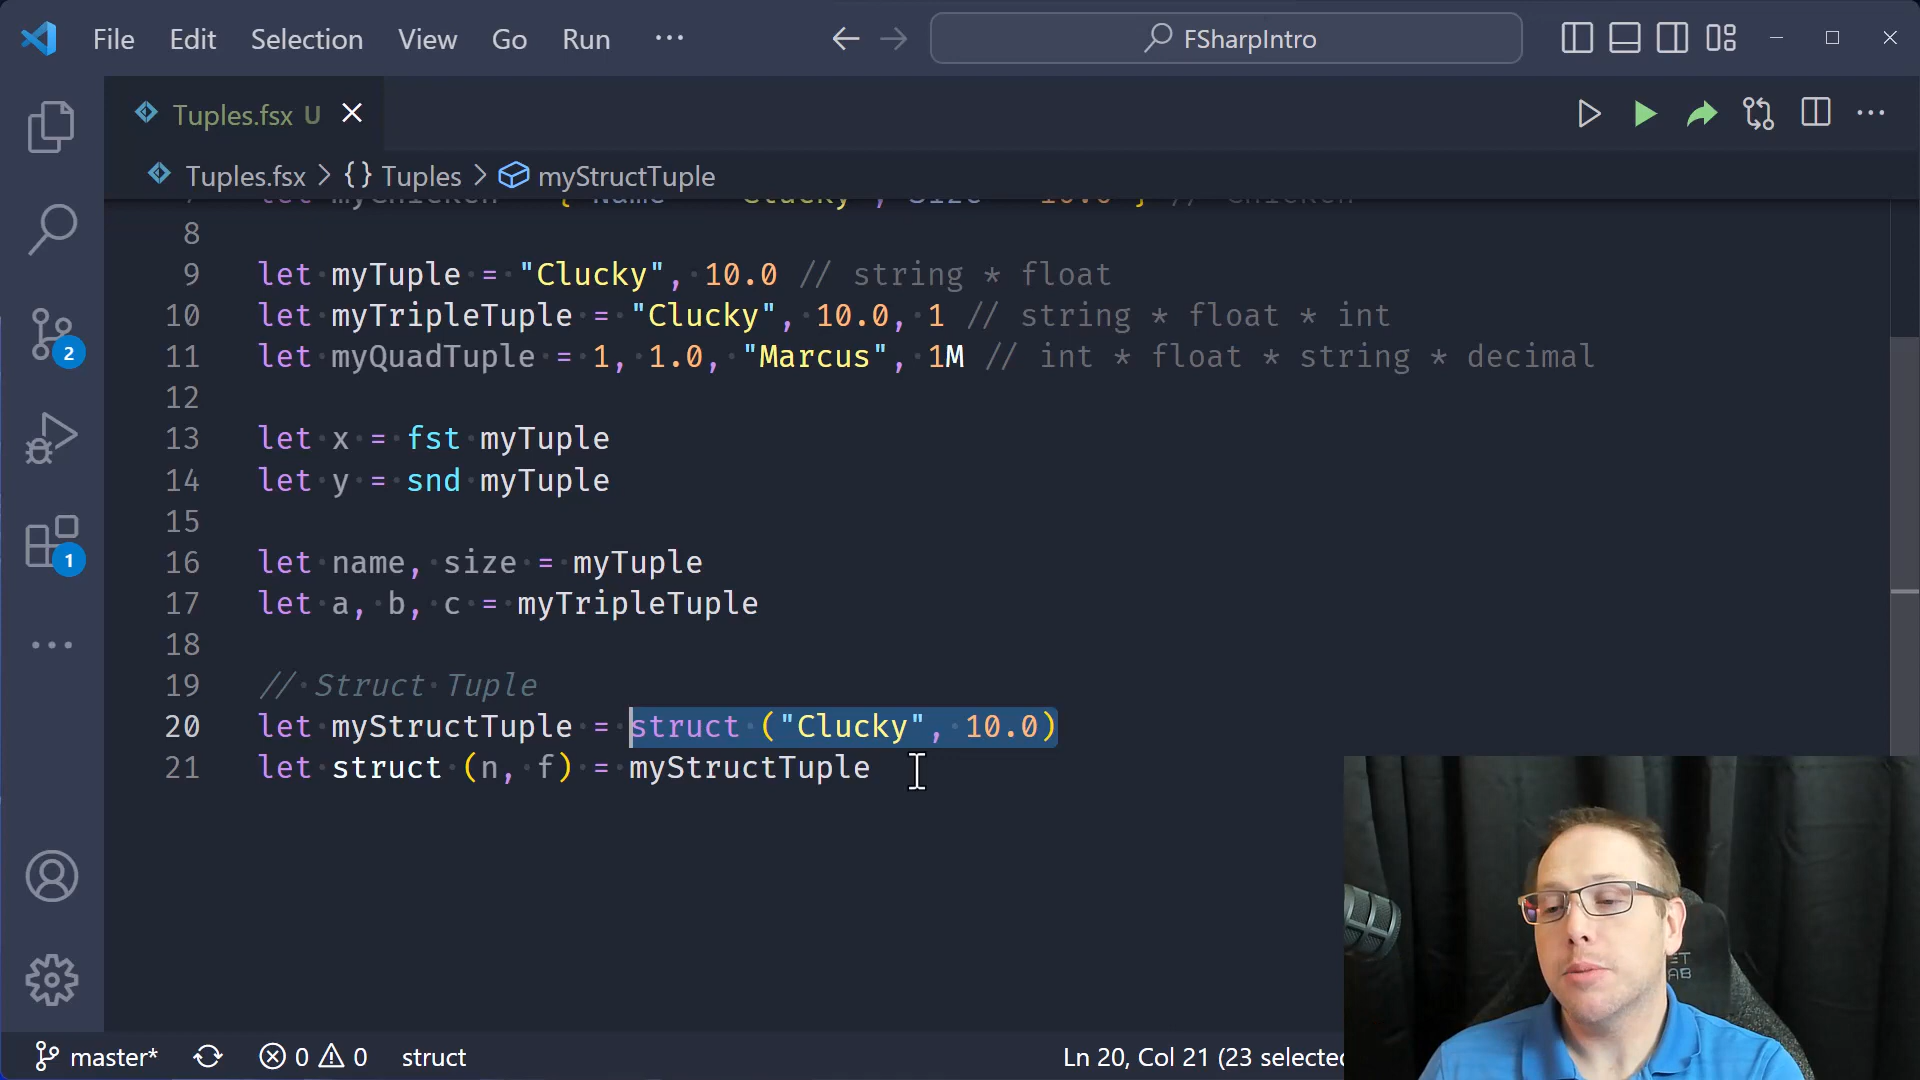 File Edit Selection View Go Run ··· FSharpIntro
Tuples.fsx U
Tuples.fsx > {} Tuples > myStructTuple
8
9 let myTuple = "Clucky", 10.0 // string * float
10 let myTripleTuple = "Clucky", 10.0, 1 // string * float * int
11 let myQuadTuple = 1, 1.0, "Marcus", 1M // int * float * string * decimal
12
13 let x = fst myTuple
14 let y = snd myTuple
15
16 let name, size = myTuple
17 let a, b, c = myTripleTuple
18
19 // Struct Tuple
20 let myStructTuple = struct ("Clucky", 10.0)
21 let struct (n, f) = myStructTuple
2
1
master* 0 0 struct Ln 20, Col 21 (23 selected